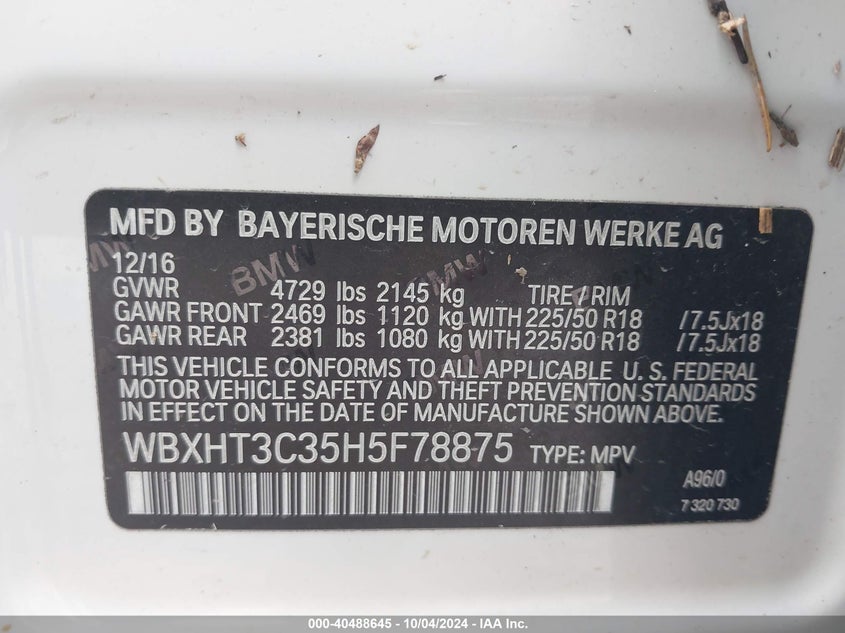 MFD BY BAYERISCHE MOTOREN WERKE AG
12/16
GVWR 4729 lbs 2145 kg TIRE PRIM
GAWR FRONT 2469 lbs 1120 kg WITH 225/50 R18 /7.5Jx18
GAWR REAR 2381 lbs 1080 kg WITH 225/50 R18 /7.5Jx18
THIS VEHICLE CONFORMS TO ALL APPLICABLE U. S. FEDERAL
MOTOR VEHICLE SAFETY AND THEFT PREVENTION STANDARDS
IN EFFECT ON THE DATE OF MANUFACTURE SHOWN ABOVE.
WBXHT3C35H5F78875 TYPE: MPV
A96/0
7 320 730
000-40488645 - 10/04/2024 - IAA Inc.